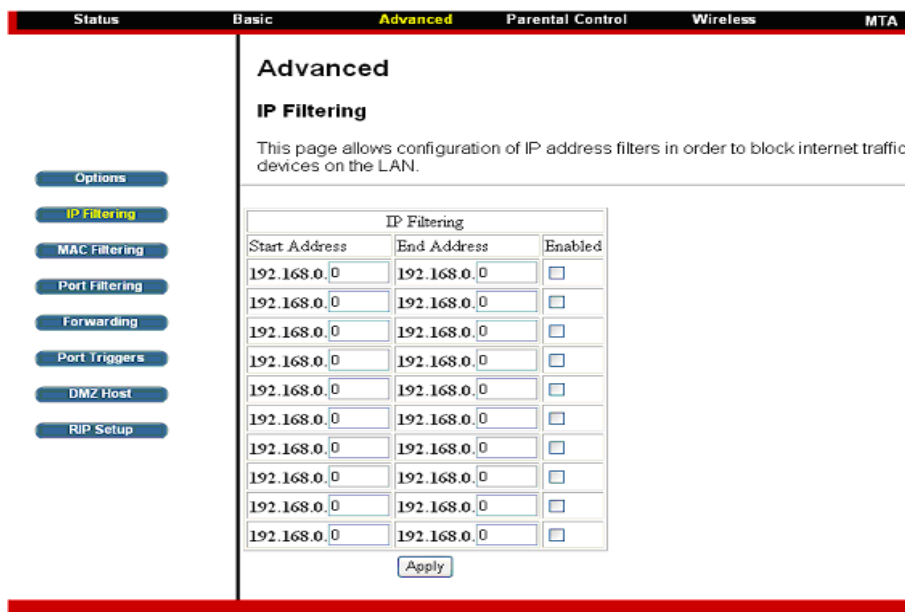 Status Basic Advanced Parental Control Wireless MTA
Advanced
IP Filtering
This page allows configuration of IP address filters in order to block internet traffic
devices on the LAN.
Options
IP Filtering
MAC Filtering
Port Filtering
Forwarding
Port Triggers
DMZ Host
RIP Setup
IP Filtering
Start Address End Address Enabled
192.168.0.0 192.168.0.0
192.168.0.0 192.168.0.0
192.168.0.0 192.168.0.0
192.168.0.0 192.168.0.0
192.168.0.0 192.168.0.0
192.168.0.0 192.168.0.0
192.168.0.0 192.168.0.0
192.168.0.0 192.168.0.0
192.168.0.0 192.168.0.0
192.168.0.0 192.168.0.0
Apply